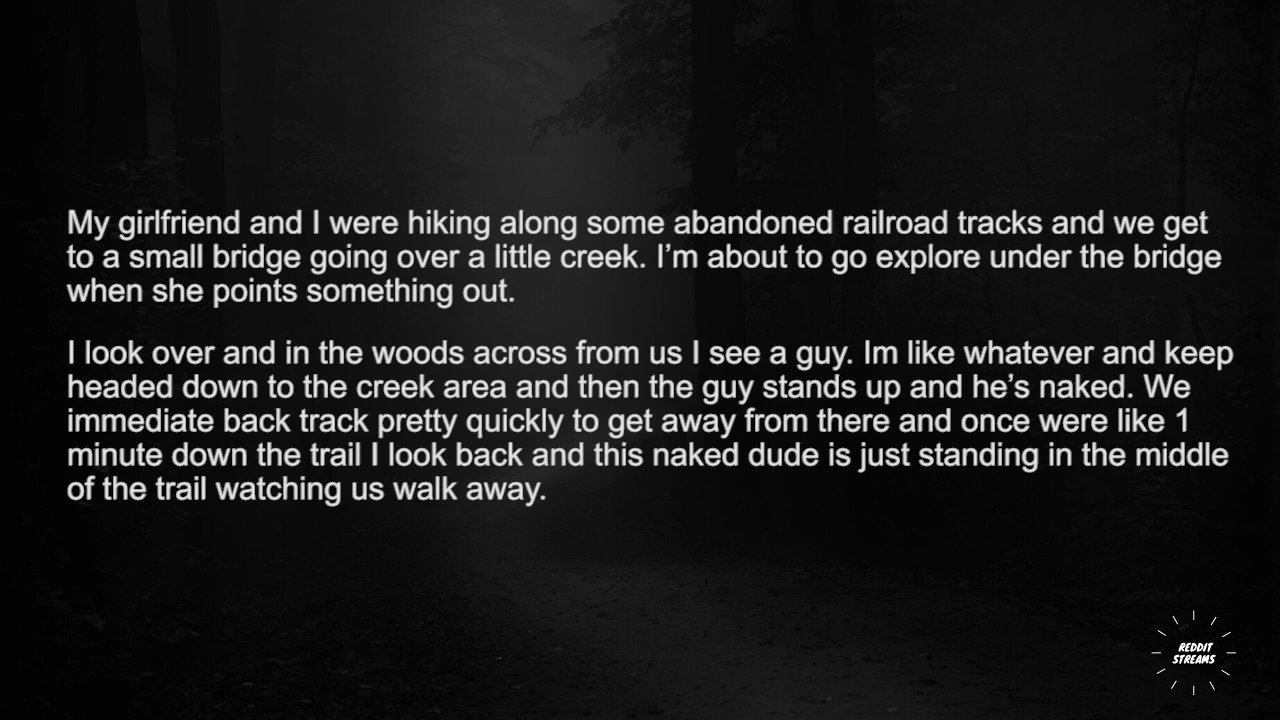 My girlfriend and I were hiking along some abandoned railroad tracks and we get
to a small bridge going over a little creek. I’m about to go explore under the bridge
when she points something out.
I look over and in the woods across from us I see a guy. Im like whatever and keep
headed down to the creek area and then the guy stands up and he’s naked. We
immediate back track pretty quickly to get away from there and once were like 1
minute down the trail I look back and this naked dude is just standing in the middle
of the trail watching us walk away.
REDDIT
STREAMS